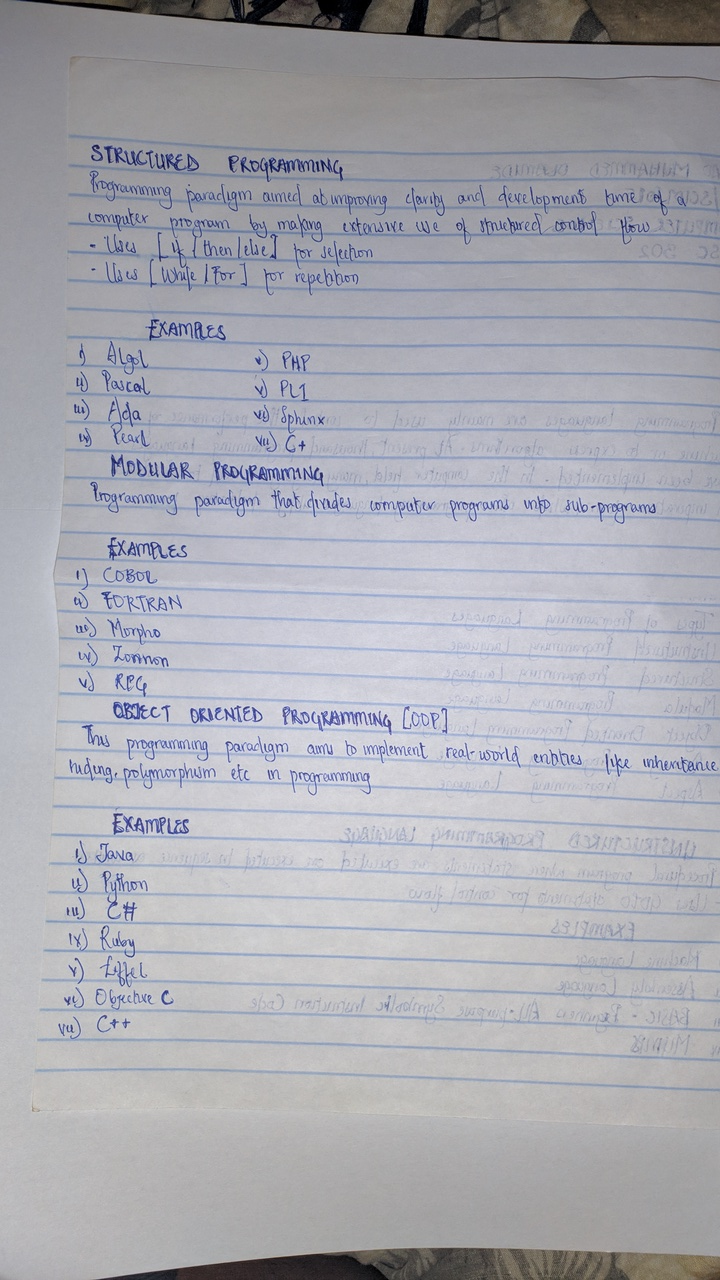 STRUCTURED PROGRAMMING
Programming paradigm aimed at improving clarity and development time of a
computer program by making extensive use of structured control flow
- Uses [if / then/else] for selection
- Uses [While / For] for repetition
EXAMPLES
i) Algol
ii) Pascal
iii) Ada
iv) Pearl
v) PHP
v) PL1
vi) Sphinx
vii) C+
MODULAR PROGRAMMING
Programming paradigm that divides computer programs into sub-programs
EXAMPLES
i) COBOL
ii) FORTRAN
iii) Morpho
iv) Zonnon
v) RPG
OBJECT ORIENTED PROGRAMMING [OOP]
This programming paradigm aims to implement real-world entities like inheritance
hiding, polymorphism etc in programming
EXAMPLES
i) Java
ii) Python
iii) C#
iv) Ruby
v) Eiffel
vi) Objective C
vii) C++